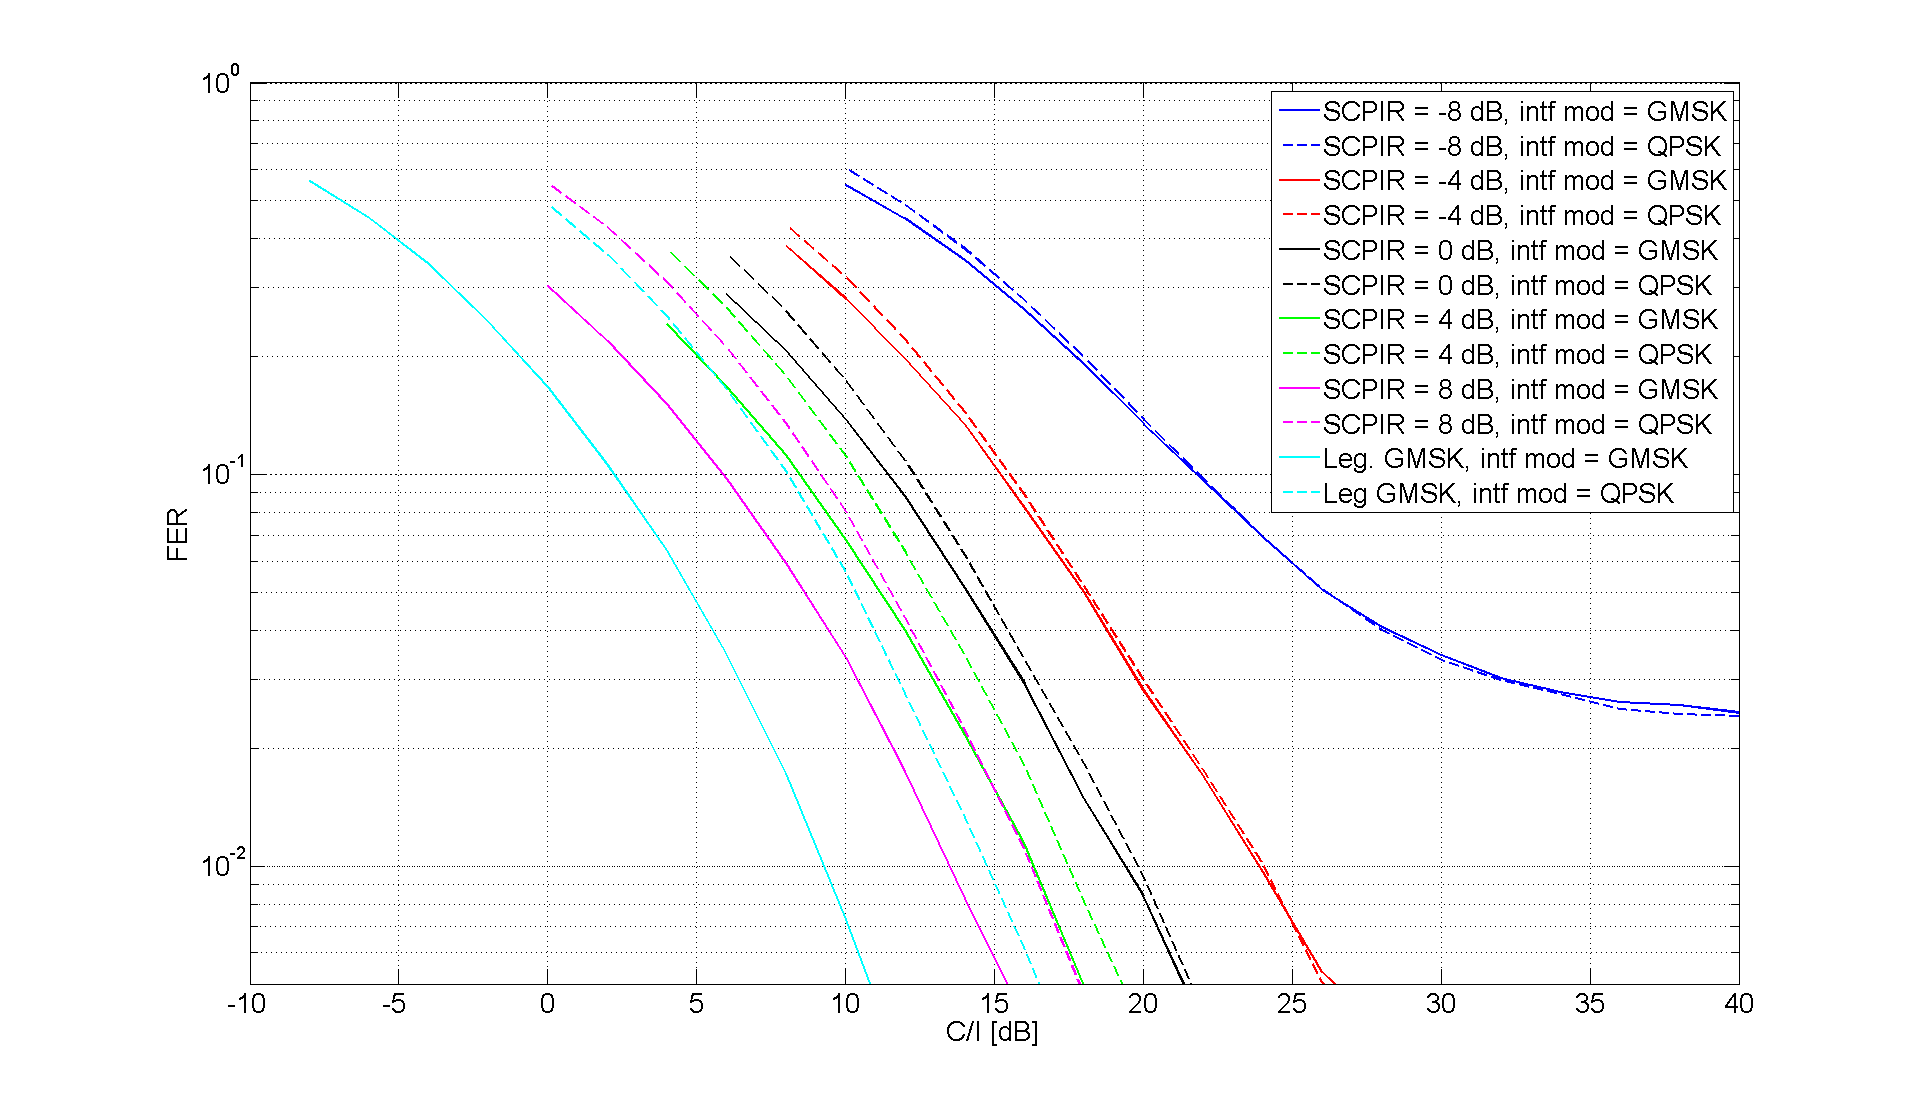 10^0
SCPIR = -8 dB, intf mod = GMSK
SCPIR = -8 dB, intf mod = QPSK
SCPIR = -4 dB, intf mod = GMSK
SCPIR = -4 dB, intf mod = QPSK
SCPIR = 0 dB, intf mod = GMSK
SCPIR = 0 dB, intf mod = QPSK
SCPIR = 4 dB, intf mod = GMSK
SCPIR = 4 dB, intf mod = QPSK
SCPIR = 8 dB, intf mod = GMSK
SCPIR = 8 dB, intf mod = QPSK
Leg. GMSK, intf mod = GMSK
Leg GMSK, intf mod = QPSK
10^-1
FER
10^-2
-10 -5 0 5 10 15 20 25 30 35 40
C/I [dB]